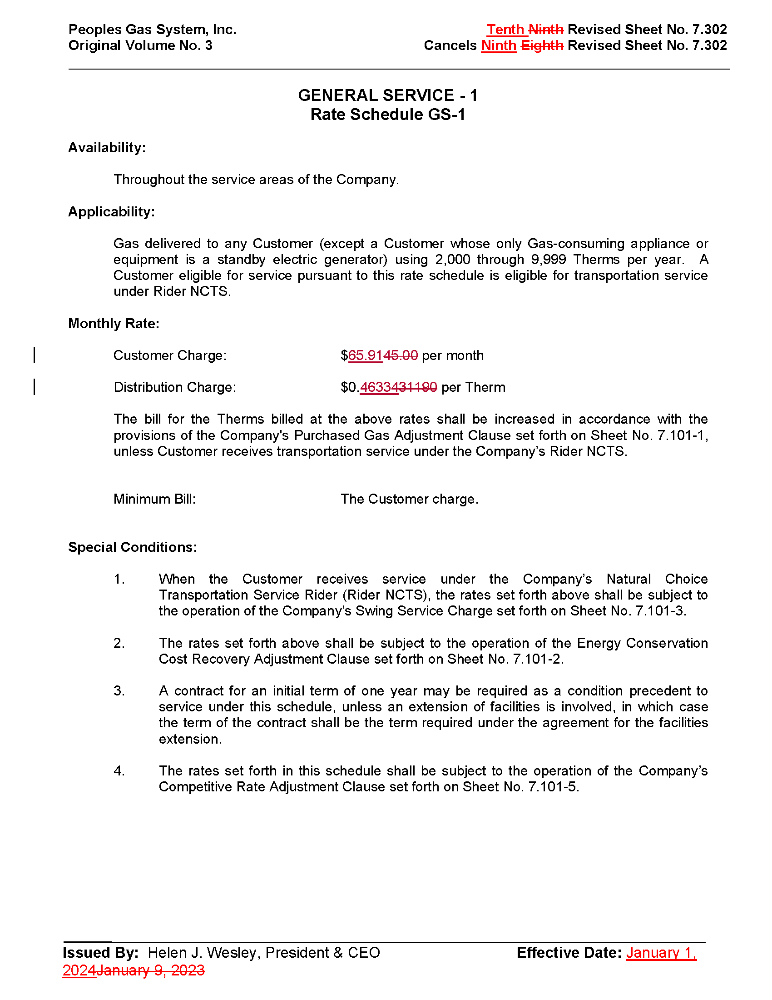 Peoples Gas System, Inc.
Original Volume No. 3
Tenth Ninth Revised Sheet No. 7.302
Cancels Ninth Eighth Revised Sheet No. 7.302
GENERAL SERVICE - 1
Rate Schedule GS-1
Availability:
Throughout the service areas of the Company.
Applicability:
Gas delivered to any Customer (except a Customer whose only Gas-consuming appliance or
equipment is a standby electric generator) using 2,000 through 9,999 Therms per year. A
Customer eligible for service pursuant to this rate schedule is eligible for transportation service
under Rider NCTS.
Monthly Rate:
Customer Charge: $65.9145.00 per month
Distribution Charge: $0.4633431190 per Therm
The bill for the Therms billed at the above rates shall be increased in accordance with the
provisions of the Company's Purchased Gas Adjustment Clause set forth on Sheet No. 7.101-1,
unless Customer receives transportation service under the Company’s Rider NCTS.
Minimum Bill: The Customer charge.
Special Conditions:
1. When the Customer receives service under the Company’s Natural Choice
Transportation Service Rider (Rider NCTS), the rates set forth above shall be subject to
the operation of the Company’s Swing Service Charge set forth on Sheet No. 7.101-3.
2. The rates set forth above shall be subject to the operation of the Energy Conservation
Cost Recovery Adjustment Clause set forth on Sheet No. 7.101-2.
3. A contract for an initial term of one year may be required as a condition precedent to
service under this schedule, unless an extension of facilities is involved, in which case
the term of the contract shall be the term required under the agreement for the facilities
extension.
4. The rates set forth in this schedule shall be subject to the operation of the Company’s
Competitive Rate Adjustment Clause set forth on Sheet No. 7.101-5.
Issued By: Helen J. Wesley, President & CEO Effective Date: January 1,
2024January 9, 2023